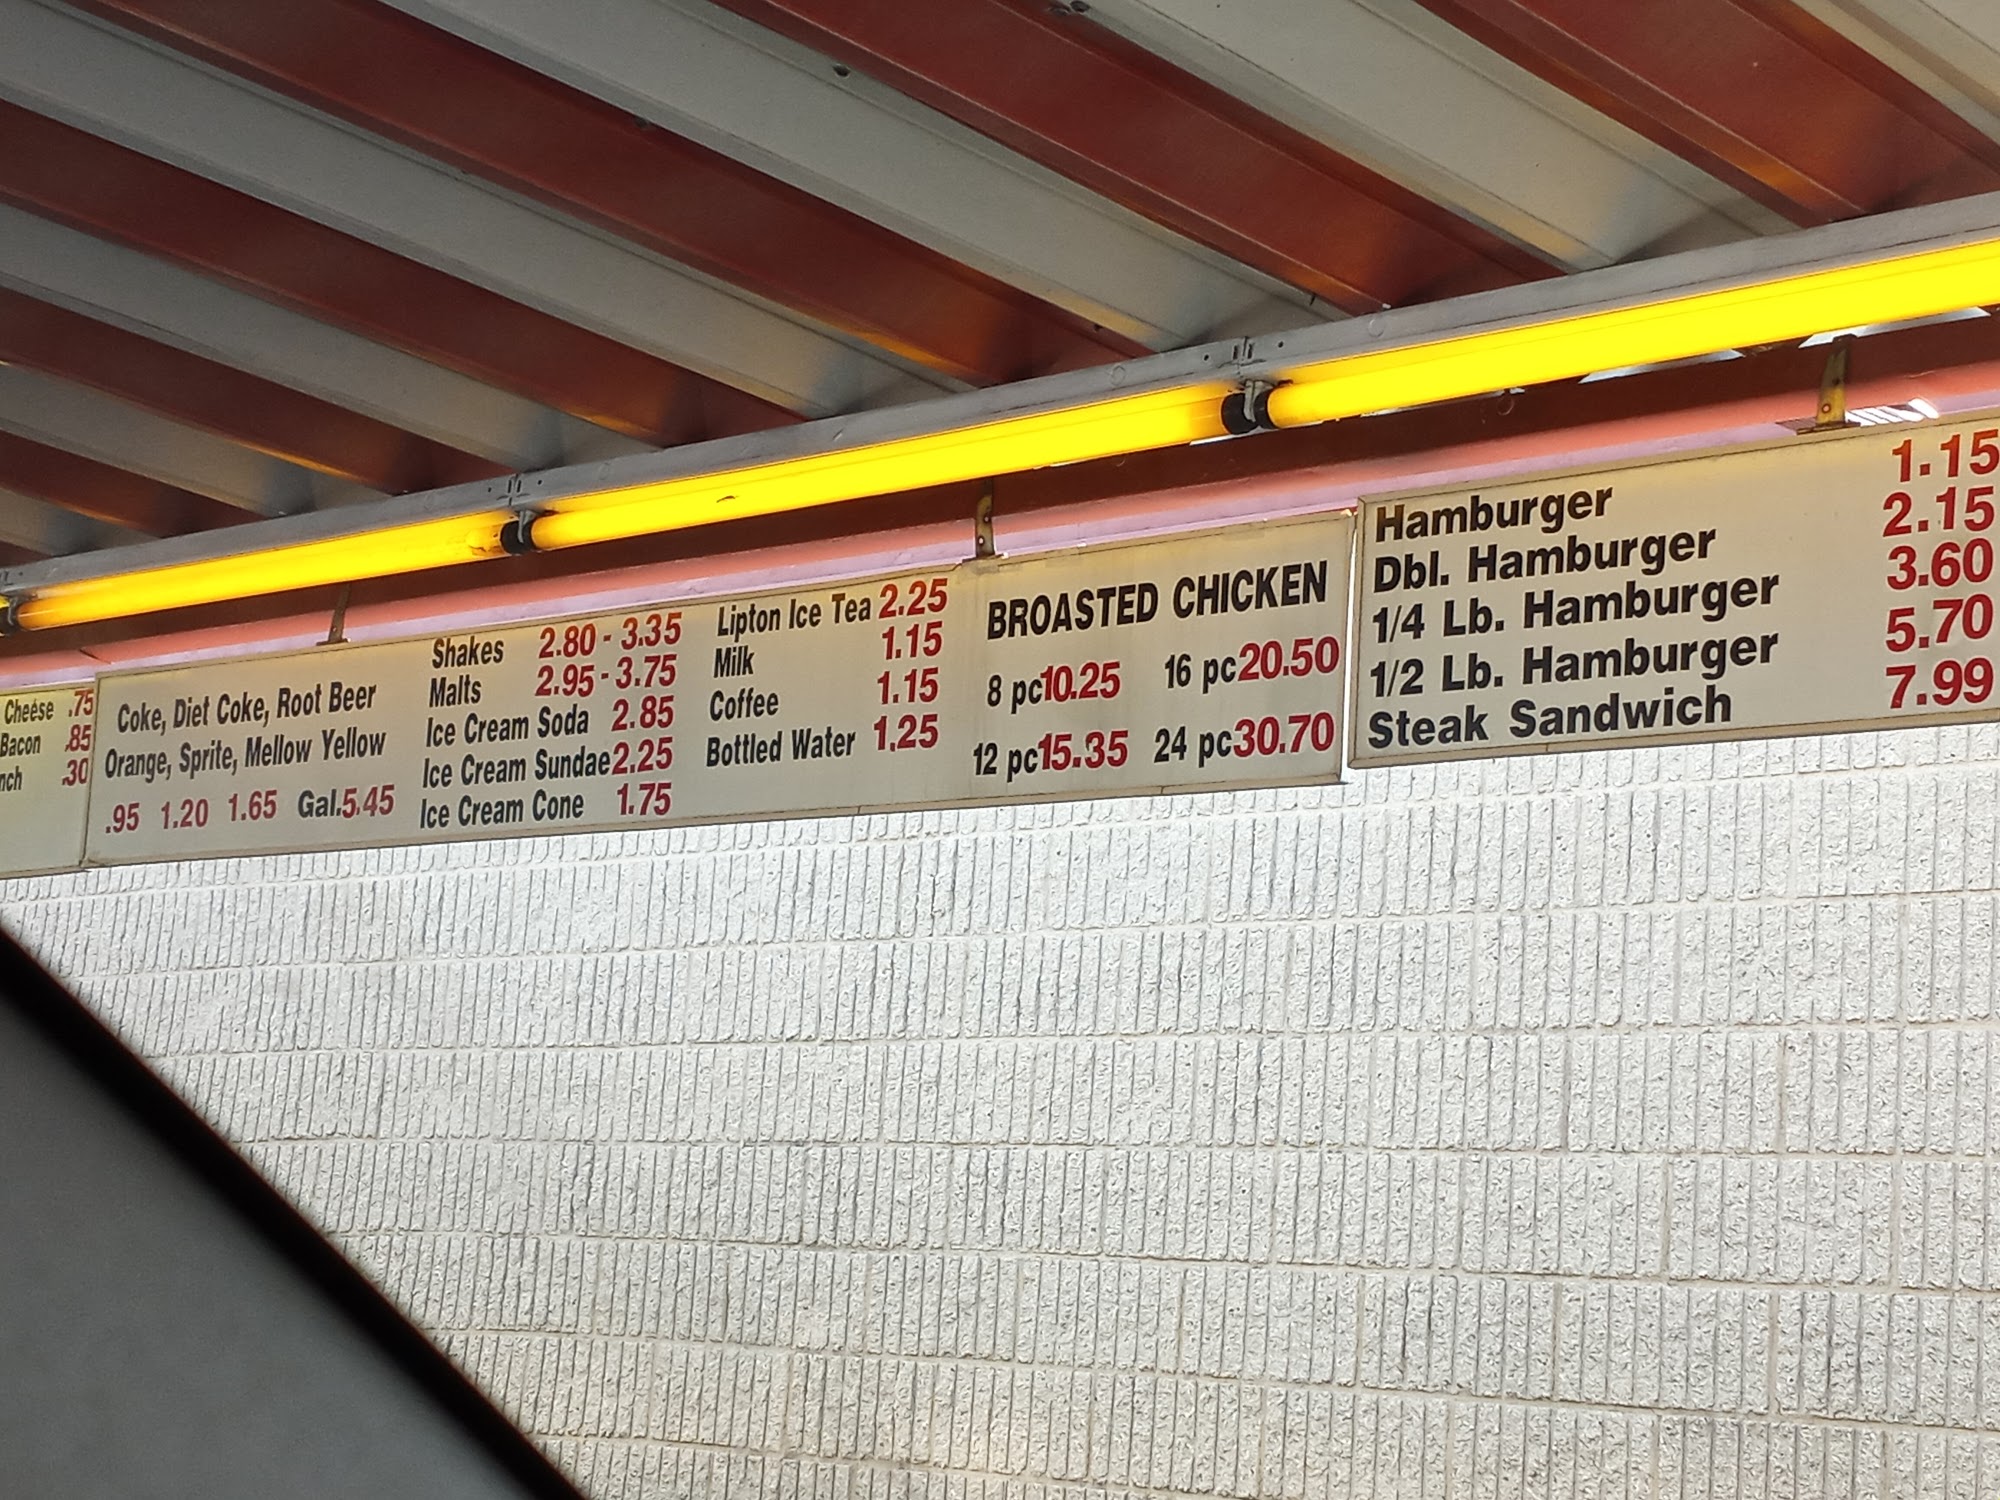 Cheese .75
Bacon .85
.30
Coke, Diet Coke, Root Beer
Orange, Sprite, Mellow Yellow
.95 1.20 1.65 Gal.5.45
Shakes 2.80 - 3.35
Malts 2.95 - 3.75
Ice Cream Soda 2.85
Ice Cream Sundae 2.25
Ice Cream Cone 1.75
Lipton Ice Tea 2.25
Milk 1.15
Coffee 1.15
Bottled Water 1.25
BROASTED CHICKEN
8 pc 10.25 16 pc 20.50
12 pc 15.35 24 pc 30.70
Hamburger 1.15
Dbl. Hamburger 2.15
1/4 Lb. Hamburger 3.60
1/2 Lb. Hamburger 5.70
Steak Sandwich 7.99